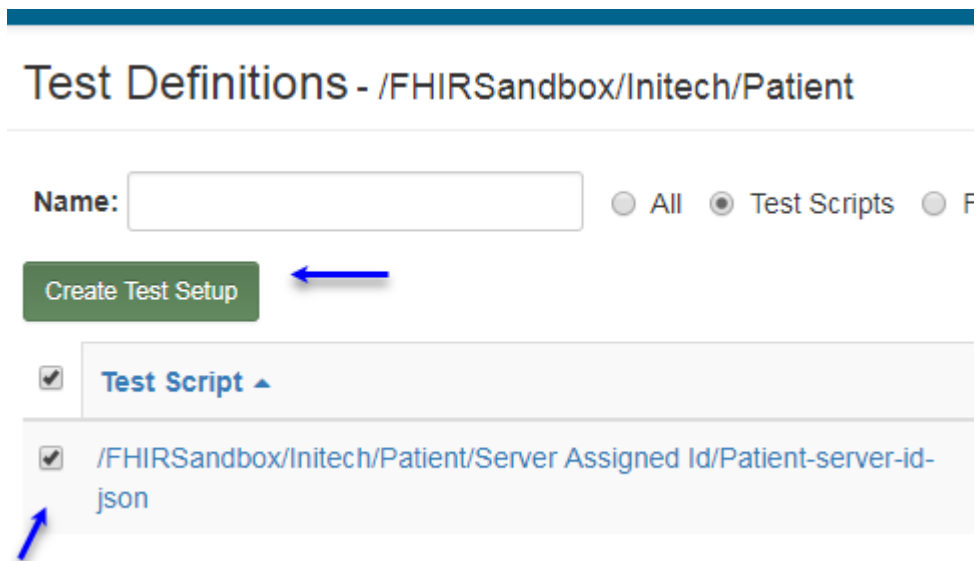 Test Definitions - /FHIRSandbox/Initech/Patient
Name: All Test Scripts F
Create Test Setup
Test Script
/FHIRSandbox/Initech/Patient/Server Assigned Id/Patient-server-id-
json